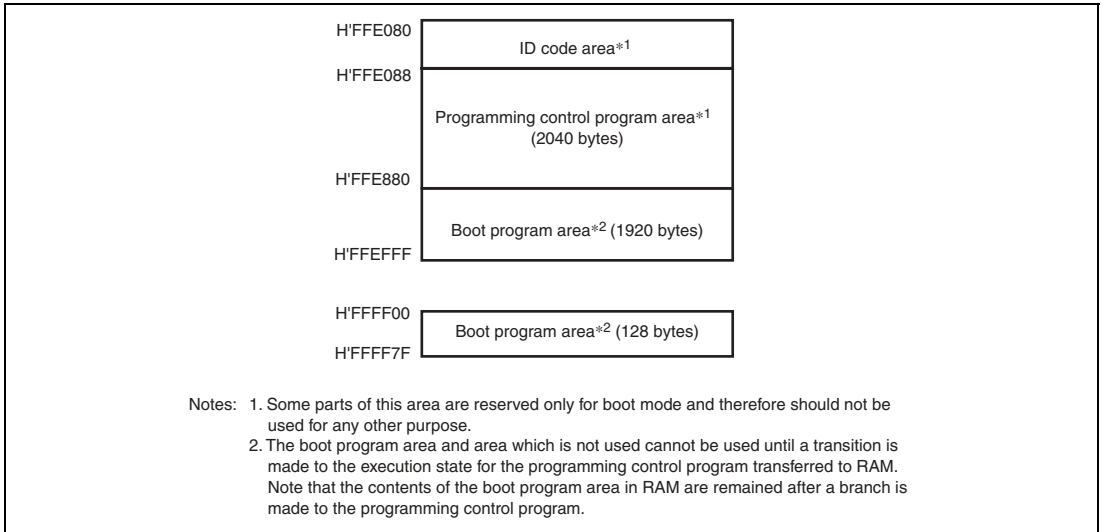 H'FFE080
ID code area*1
H'FFE088
Programming control program area*1
(2040 bytes)
H'FFE880
Boot program area*2 (1920 bytes)
H'FFEFFF
H'FFFF00
Boot program area*2 (128 bytes)
H'FFFF7F
Notes: 1. Some parts of this area are reserved only for boot mode and therefore should not be
used for any other purpose.
2. The boot program area and area which is not used cannot be used until a transition is
made to the execution state for the programming control program transferred to RAM.
Note that the contents of the boot program area in RAM are remained after a branch is
made to the programming control program.